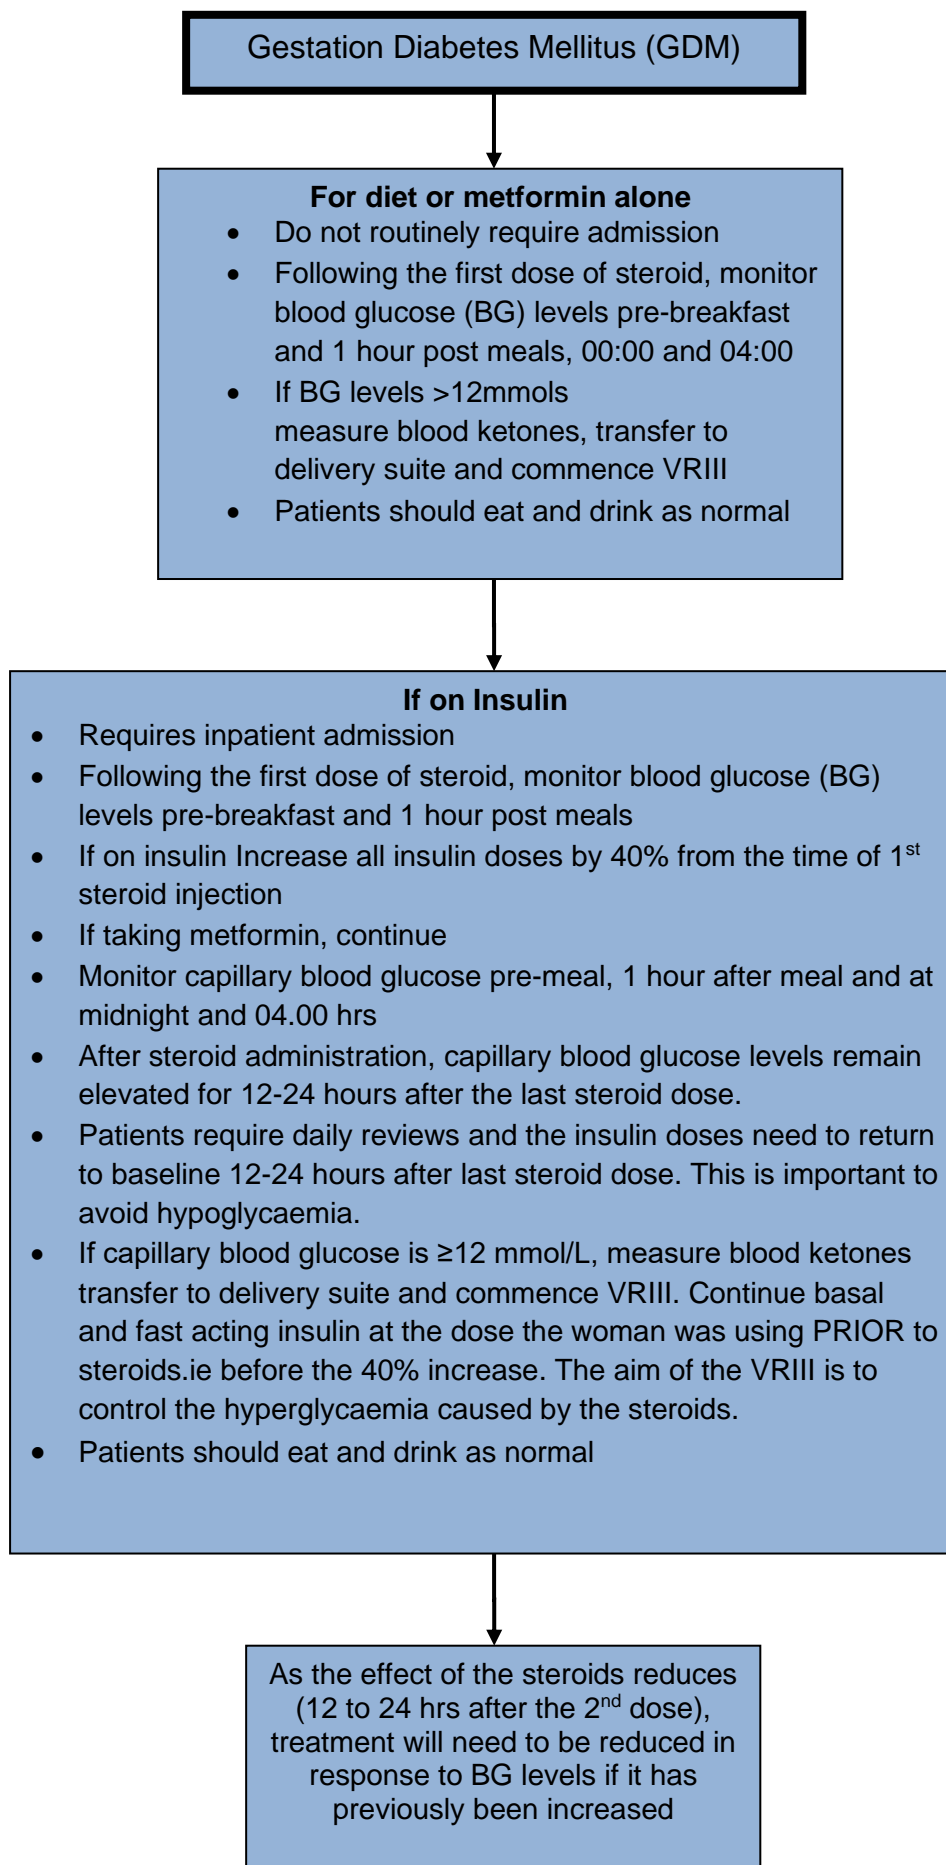 Gestation Diabetes Mellitus (GDM)
For diet or metformin alone
• Do not routinely require admission
• Following the first dose of steroid, monitor
blood glucose (BG) levels pre-breakfast
and 1 hour post meals, 00:00 and 04:00
• If BG levels >12mmols
measure blood ketones, transfer to
delivery suite and commence VRIII
• Patients should eat and drink as normal
If on Insulin
• Requires inpatient admission
• Following the first dose of steroid, monitor blood glucose (BG)
levels pre-breakfast and 1 hour post meals
• If on insulin Increase all insulin doses by 40% from the time of 1st
steroid injection
• If taking metformin, continue
• Monitor capillary blood glucose pre-meal, 1 hour after meal and at
midnight and 04.00 hrs
• After steroid administration, capillary blood glucose levels remain
elevated for 12-24 hours after the last steroid dose.
• Patients require daily reviews and the insulin doses need to return
to baseline 12-24 hours after last steroid dose. This is important to
avoid hypoglycaemia.
• If capillary blood glucose is ≥12 mmol/L, measure blood ketones
transfer to delivery suite and commence VRIII. Continue basal
and fast acting insulin at the dose the woman was using PRIOR to
steroids.ie before the 40% increase. The aim of the VRIII is to
control the hyperglycaemia caused by the steroids.
• Patients should eat and drink as normal
As the effect of the steroids reduces
(12 to 24 hrs after the 2nd dose),
treatment will need to be reduced in
response to BG levels if it has
previously been increased